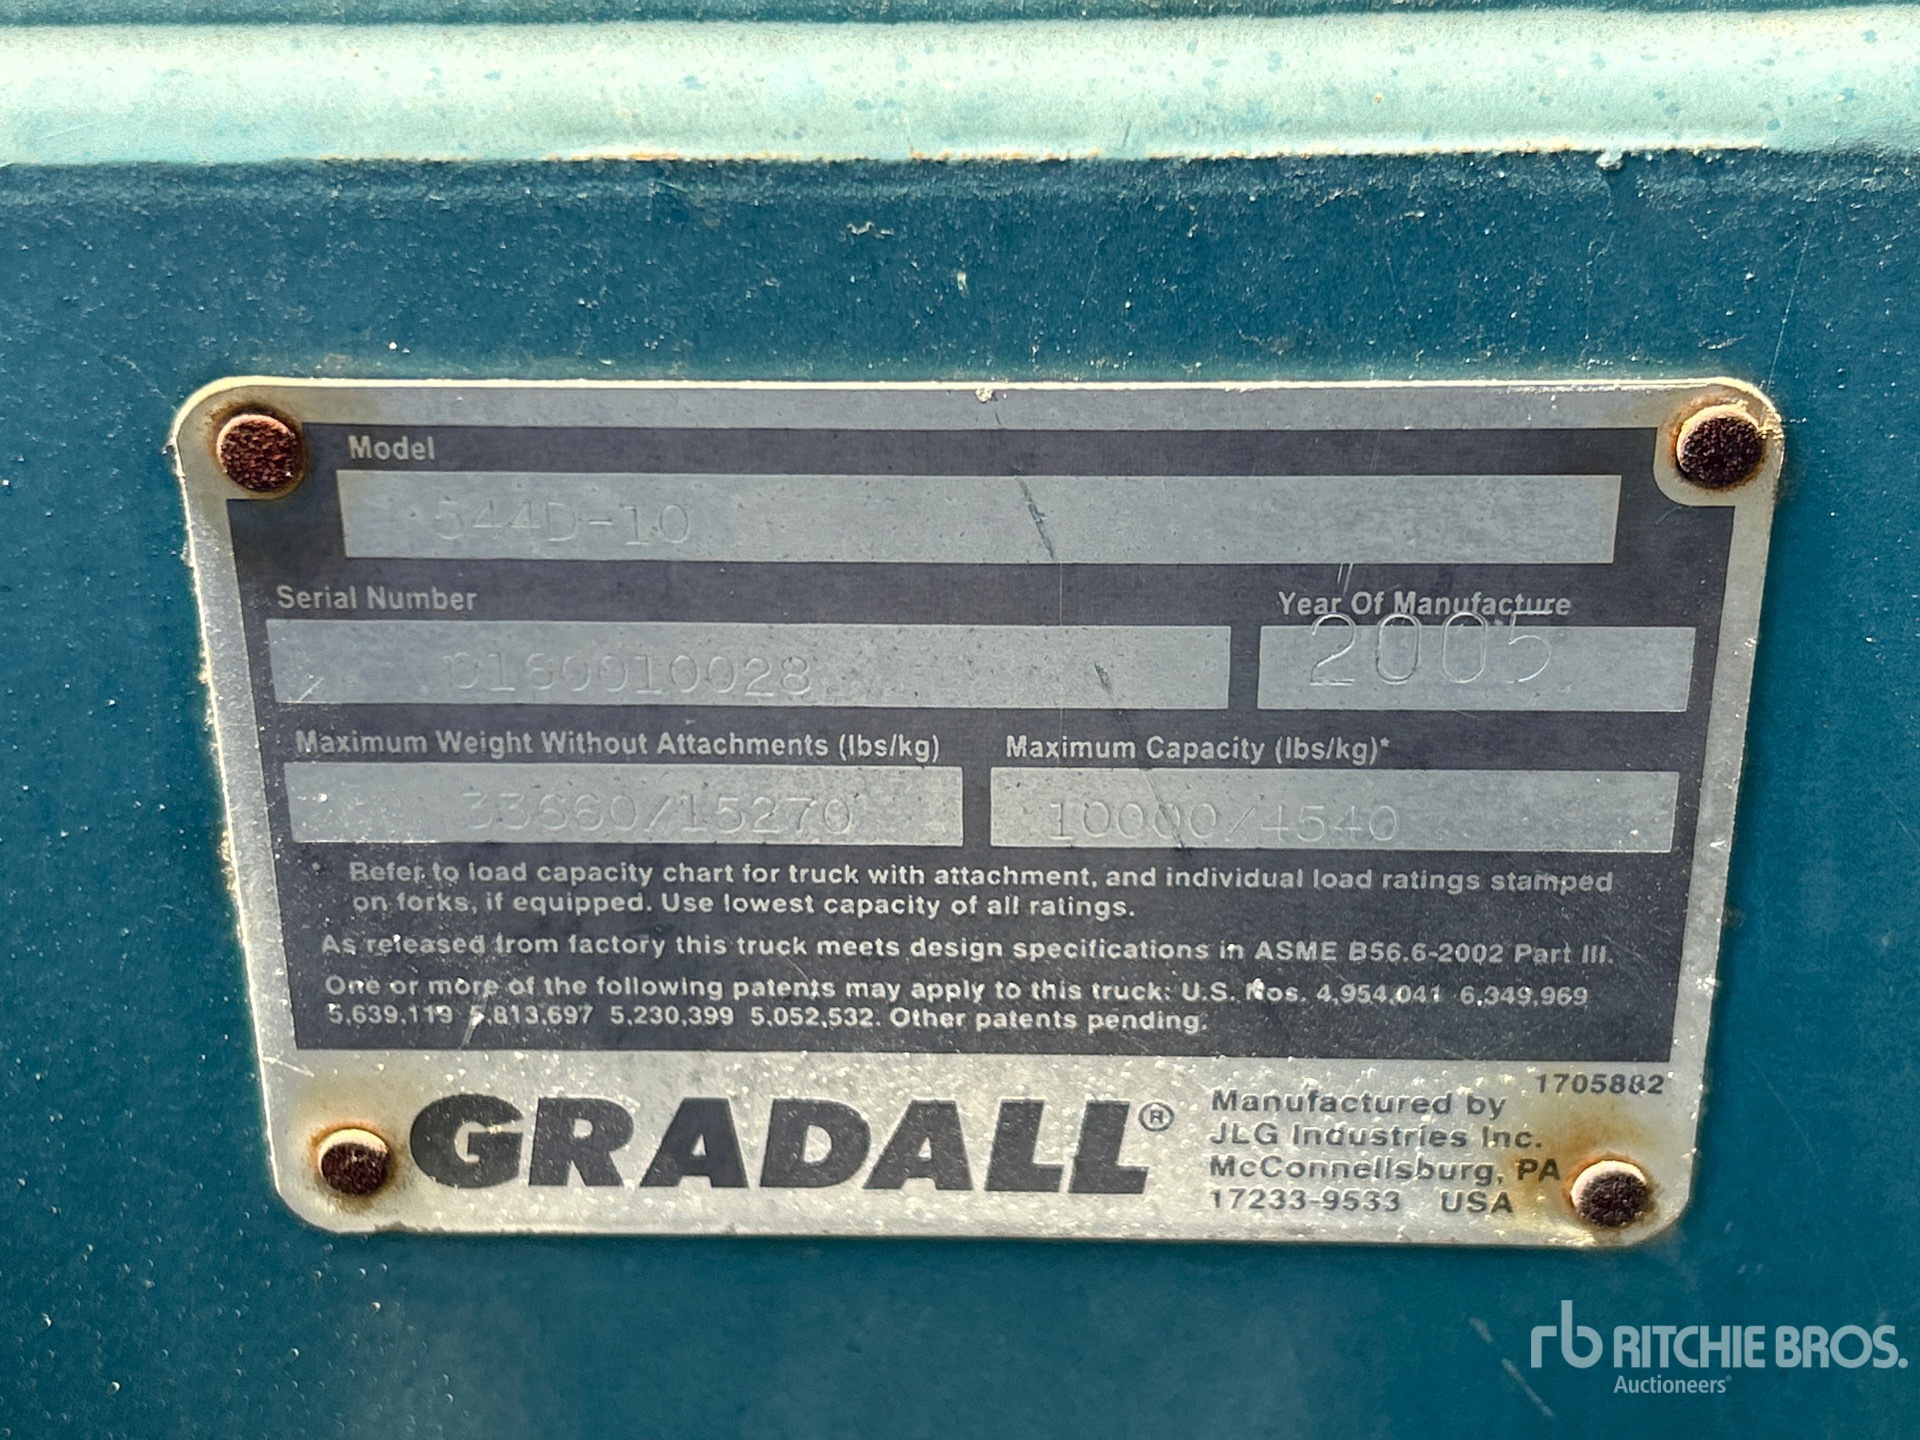 Model
544D-10
Serial Number
Year Of Manufacture
0160010028
2005
Maximum Weight Without Attachments (lbs/kg)
Maximum Capacity (lbs/kg)*
33660/15270
10000/4540
* Refer to load capacity chart for truck with attachment, and individual load ratings stamped
on forks, if equipped. Use lowest capacity of all ratings.
As released from factory this truck meets design specifications in ASME B56.6-2002 Part III.
One or more of the following patents may apply to this truck: U.S. Nos. 4,954,041 6,349,969
5,639,119 5,813,697 5,230,399 5,052,532. Other patents pending.
1705882
GRADALL®
Manufactured by
JLG Industries Inc.
McConnellsburg, PA
17233-9533 USA
rb RITCHIE BROS.
Auctioneers®